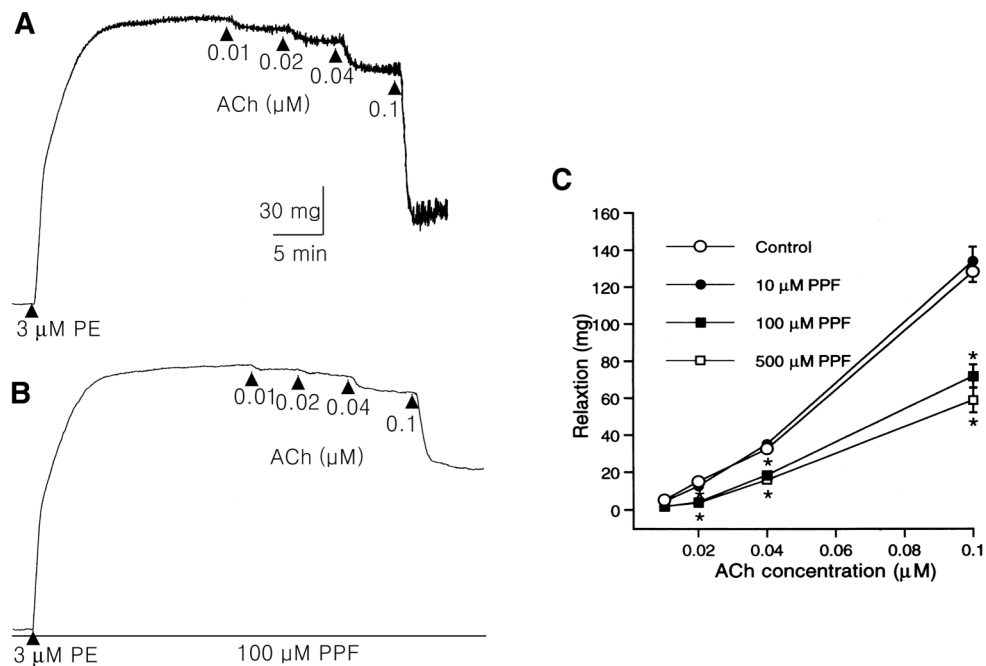 A
0.01
0.02
0.04
0.1
ACh (μM)
30 mg
5 min
3 μM PE
B
0.01
0.02
0.04
0.1
ACh (μM)
3 μM PE
100 μM PPF
C
160
140
120
100
80
60
40
20
0
Relaxtion (mg)
Control
10 μM PPF
100 μM PPF
500 μM PPF
*
*
*
*
*
*
0.02
0.04
0.06
0.08
0.1
ACh concentration (μM)